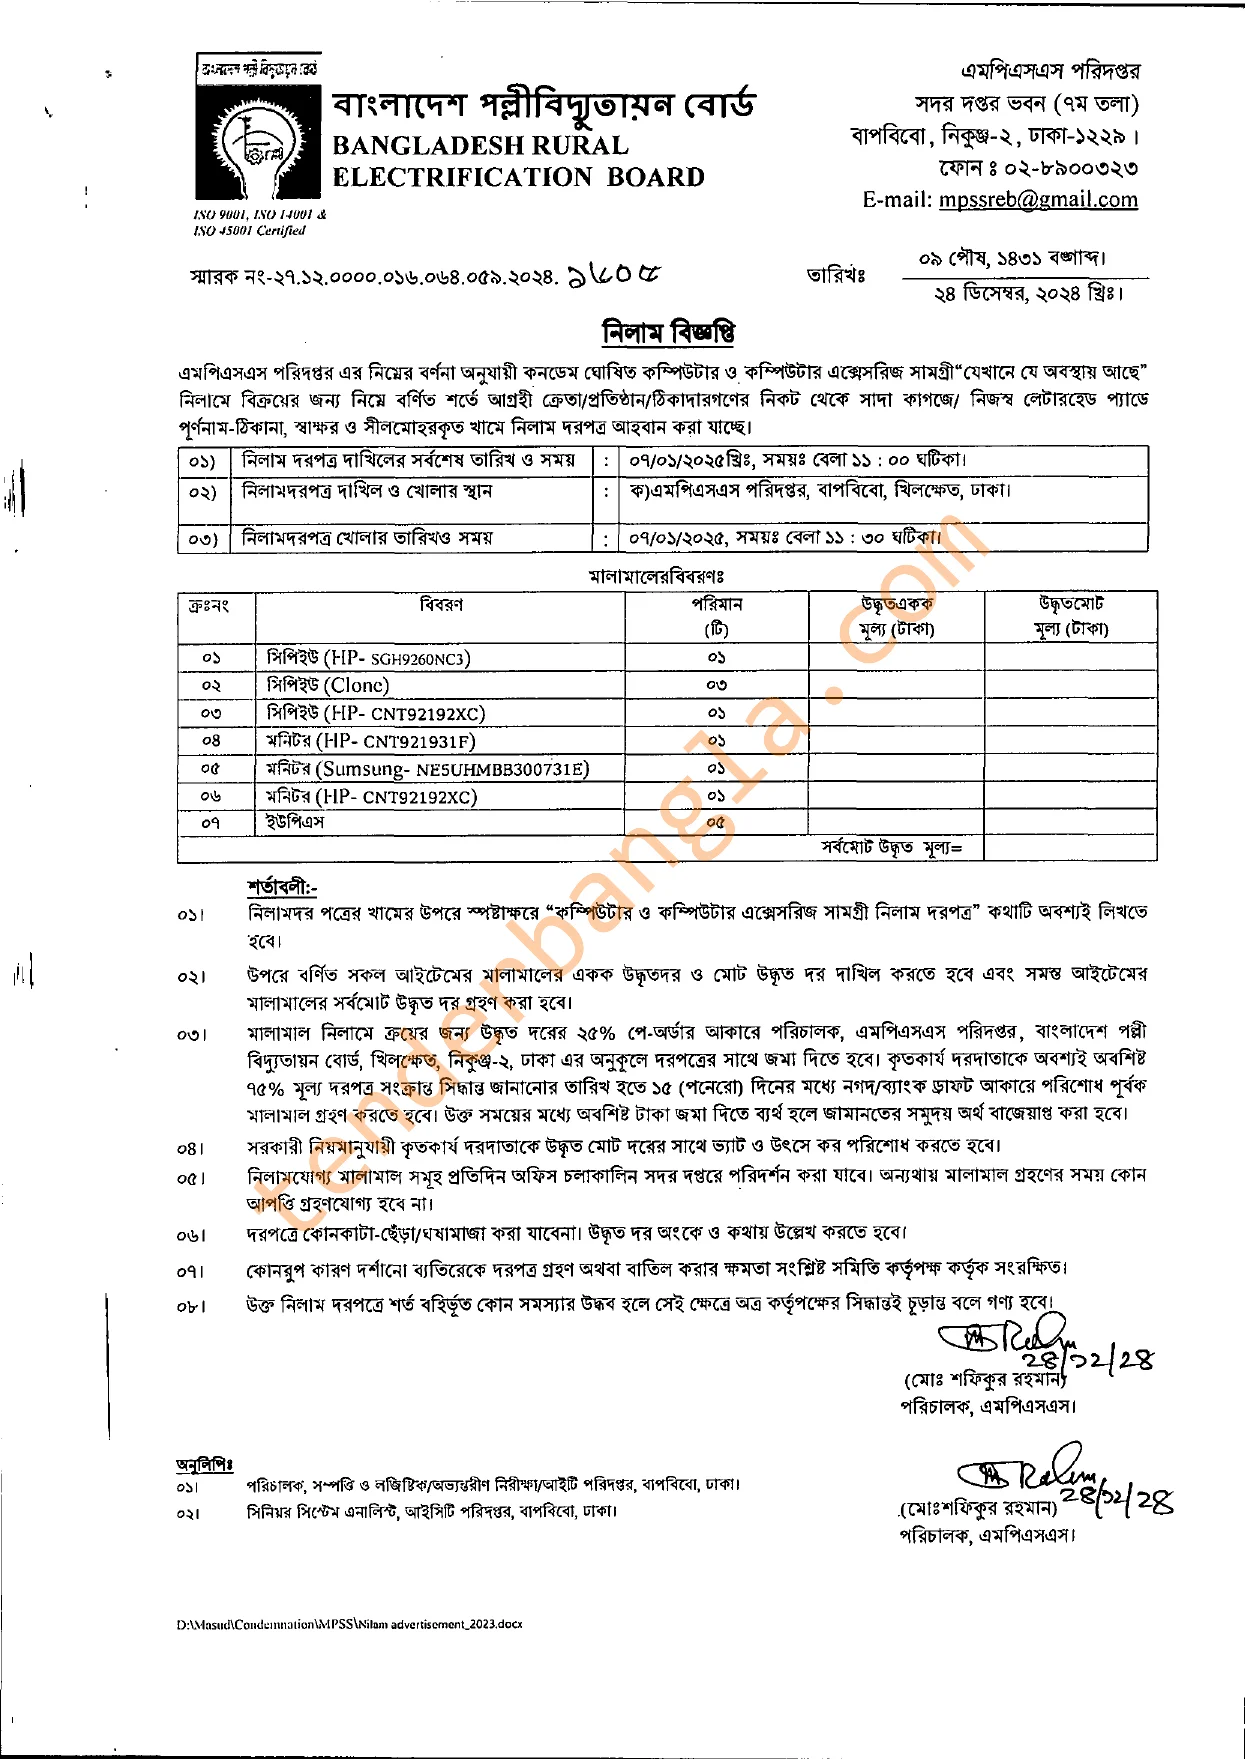 বাংলাদেশ পল্লী বিদ্যুতায়ন বোর্ড
বাংলাদেশ পল্লীবিদ্যুতায়ন বোর্ড
BANGLADESH RURAL
ELECTRIFICATION BOARD
ISO 9001, ISO 14001 &
ISO 45001 Certified
এমপিএসএস পরিদপ্তর
সদর দপ্তর ভবন (৭ম তলা)
বাপবিবো, নিকুঞ্জ-২, ঢাকা-১২২৯।
ফোন ঃ ০২-৮৯০০৩২৩
E-mail: mpssreb@gmail.com
স্মারক নং-২৭.১২.০০০০.০১৬.০৬৪.০৫৯.২০২৪. ১৬০৫
তারিখঃ
০৯ পৌষ, ১৪৩১ বঙ্গাব্দ।
২৪ ডিসেম্বর, ২০২৪ খ্রিঃ।
নিলাম বিজ্ঞপ্তি
এমপিএসএস পরিদপ্তর এর নিম্নের বর্ণনা অনুযায়ী কনডেম ঘোষিত কম্পিউটার ও কম্পিউটার এক্সেসরিজ সামগ্রী“যেখানে যে অবস্থায় আছে”
নিলামে বিক্রয়ের জন্য নিম্নে বর্ণিত শর্তে আগ্রহী ক্রেতা/প্রতিষ্ঠান/ঠিকাদারগণের নিকট থেকে সাদা কাগজে/ নিজস্ব লেটারহেড প্যাডে
পূর্ণনাম-ঠিকানা, স্বাক্ষর ও সীলমোহরকৃত খামে নিলাম দরপত্র আহবান করা যাচ্ছে।
০১) নিলাম দরপত্র দাখিলের সর্বশেষ তারিখ ও সময় : ০৭/০১/২০২৫খ্রিঃ, সময়ঃ বেলা ১১ : ০০ ঘটিকা।
০২) নিলামদরপত্র দাখিল ও খোলার স্থান : ক)এমপিএসএস পরিদপ্তর, বাপবিবো, খিলক্ষেত, ঢাকা।
০৩) নিলামদরপত্র খোলার তারিখও সময় : ০৭/০১/২০২৫, সময়ঃ বেলা ১১ : ৩০ ঘটিকা।
মালামালেরবিবরণঃ
ক্রঃনং বিবরণ পরিমান উদ্ধৃতএকক উদ্ধৃতমোট
(টি) মূল্য (টাকা) মূল্য (টাকা)
০১ সিপিইউ (HP- SGH9260NC3) ০১
০২ সিপিইউ (Clone) ০৩
০৩ সিপিইউ (HP- CNT92192XC) ০১
০৪ মনিটর (HP- CNT921931F) ০১
০৫ মনিটর (Sumsung- NE5UHMBB300731E) ০১
০৬ মনিটর (HP- CNT92192XC) ০১
০৭ ইউপিএস ০৫
সর্বমোট উদ্ধৃত মূল্য=
শর্তাবলী:-
০১। নিলামদর পত্রের খামের উপরে স্পষ্টাক্ষরে “কম্পিউটার ও কম্পিউটার এক্সেসরিজ সামগ্রী নিলাম দরপত্র” কথাটি অবশ্যই লিখতে
হবে।
০২। উপরে বর্ণিত সকল আইটেমের মালামালের একক উদ্ধৃতদর ও মোট উদ্ধৃত দর দাখিল করতে হবে এবং সমস্ত আইটেমের
মালামালের সর্বমোট উদ্ধৃত দর গ্রহণ করা হবে।
০৩। মালামাল নিলামে ক্রয়ের জন্য উদ্ধৃত দরের ২৫% পে-অর্ডার আকারে পরিচালক, এমপিএসএস পরিদপ্তর, বাংলাদেশ পল্লী
বিদ্যুতায়ন বোর্ড, খিলক্ষেত, নিকুঞ্জ-২, ঢাকা এর অনুকূলে দরপত্রের সাথে জমা দিতে হবে। কৃতকার্য দরদাতাকে অবশ্যই অবশিষ্ট
৭৫% মূল্য দরপত্র সংক্রান্ত সিদ্ধান্ত জানানোর তারিখ হতে ১৫ (পনেরো) দিনের মধ্যে নগদ/ব্যাংক ড্রাফট আকারে পরিশোধ পূর্বক
মালামাল গ্রহণ করতে হবে। উক্ত সময়ের মধ্যে অবশিষ্ট টাকা জমা দিতে ব্যর্থ হলে জামানতের সমুদয় অর্থ বাজেয়াপ্ত করা হবে।
০৪। সরকারী নিয়মানুযায়ী কৃতকার্য দরদাতাকে উদ্ধৃত মোট দরের সাথে ভ্যাট ও উৎসে কর পরিশোধ করতে হবে।
০৫। নিলামযোগ্য মালামাল সমূহ প্রতিদিন অফিস চলাকালিন সদর দপ্তরে পরিদর্শন করা যাবে। অন্যথায় মালামাল গ্রহণের সময় কোন
আপত্তি গ্রহণযোগ্য হবে না।
০৬। দরপত্রে কোনকাটা-ছেঁড়া/ঘষামাজা করা যাবেনা। উদ্ধৃত দর অংকে ও কথায় উল্লেখ করতে হবে।
০৭। কোনরুপ কারণ দর্শানো ব্যতিরেকে দরপত্র গ্রহণ অথবা বাতিল করার ক্ষমতা সংশ্লিষ্ট সমিতি কর্তৃপক্ষ কর্তৃক সংরক্ষিত।
০৮। উক্ত নিলাম দরপত্রে শর্ত বহির্ভূত কোন সমস্যার উদ্ধব হলে সেই ক্ষেত্রে অত্র কর্তৃপক্ষের সিদ্ধান্তই চূড়ান্ত বলে গণ্য হবে।
২৪/১২/২৪
(মোঃ শফিকুর রহমান)
পরিচালক, এমপিএসএস।
অনুলিপিঃ
০১। পরিচালক, সম্পত্তি ও লজিষ্টিক/অভ্যন্তরীণ নিরীক্ষা/আইটি পরিদপ্তর, বাপবিবো, ঢাকা।
০২। সিনিয়র সিস্টেম এনালিস্ট, আইসিটি পরিদপ্তর, বাপবিবো, ঢাকা।
২৪/১২/২৪
(মোঃশফিকুর রহমান)
পরিচালক, এমপিএসএস।
D:\Masud\Condemnation\MPSS\Nilam advertisement_2023.docx
tenderbangla.com